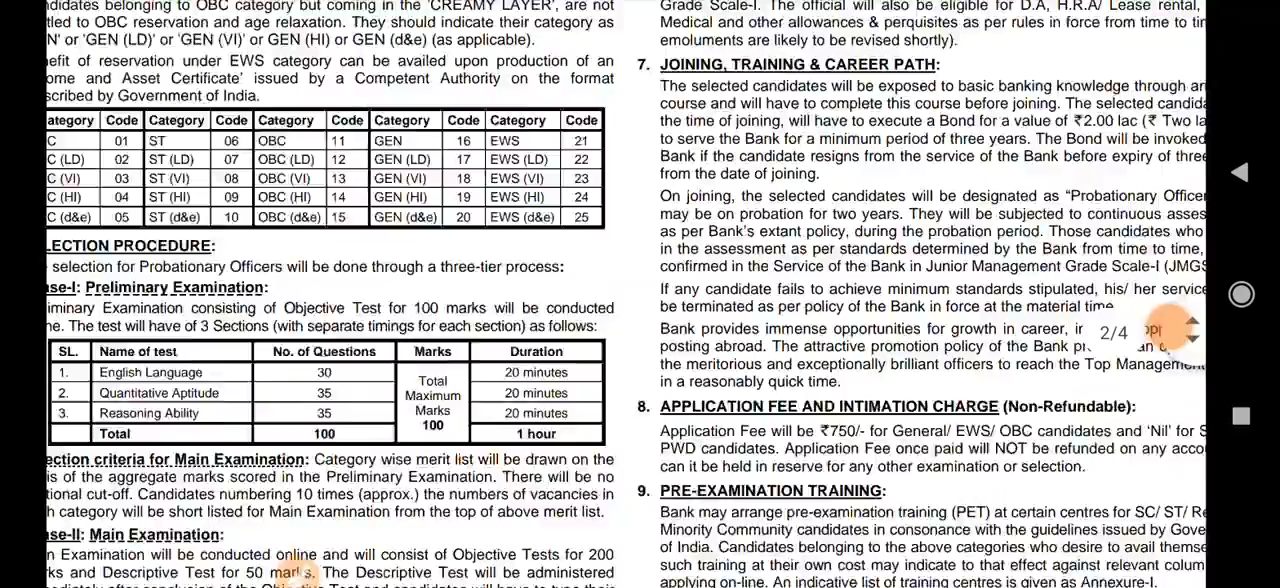 ndidates belonging to OBC category but coming in the 'CREAMY LAYER', are not
tled to OBC reservation and age relaxation. They should indicate their category as
N' or 'GEN (LD)' or 'GEN (VI)' or GEN (HI) or GEN (d&e) (as applicable).
efit of reservation under EWS category can be availed upon production of an
ome and Asset Certificate' issued by a Competent Authority on the format
scribed by Government of India.
ategory Code Category Code Category Code Category Code Category Code
C 01 ST 06 OBC 11 GEN 16 EWS 21
C (LD) 02 ST (LD) 07 OBC (LD) 12 GEN (LD) 17 EWS (LD) 22
C (VI) 03 ST (VI) 08 OBC (VI) 13 GEN (VI) 18 EWS (VI) 23
C (HI) 04 ST (HI) 09 OBC (HI) 14 GEN (HI) 19 EWS (HI) 24
C (d&e) 05 ST (d&e) 10 OBC (d&e) 15 GEN (d&e) 20 EWS (d&e) 25
LECTION PROCEDURE:
selection for Probationary Officers will be done through a three-tier process:
ase-I: Preliminary Examination:
iminary Examination consisting of Objective Test for 100 marks will be conducted
ne. The test will have of 3 Sections (with separate timings for each section) as follows:
SL. Name of test No. of Questions Marks Duration
1. English Language 30 20 minutes
2. Quantitative Aptitude 35 20 minutes
3. Reasoning Ability 35 20 minutes
Total Maximum Marks 100
Total 100 1 hour
ection criteria for Main Examination: Category wise merit list will be drawn on the
is of the aggregate marks scored in the Preliminary Examination. There will be no
tional cut-off. Candidates numbering 10 times (approx.) the numbers of vacancies in
h category will be short listed for Main Examination from the top of above merit list.
ase-II: Main Examination:
n Examination will be conducted online and will consist of Objective Tests for 200
ks and Descriptive Test for 50 marks. The Descriptive Test will be administered
Grade Scale-I. The official will also be eligible for D.A, H.R.A/ Lease rental,
Medical and other allowances & perquisites as per rules in force from time to tir
emoluments are likely to be revised shortly).
7. JOINING, TRAINING & CAREER PATH:
The selected candidates will be exposed to basic banking knowledge through an
course and will have to complete this course before joining. The selected candida
the time of joining, will have to execute a Bond for a value of ₹2.00 lac (₹ Two la
to serve the Bank for a minimum period of three years. The Bond will be invoked
Bank if the candidate resigns from the service of the Bank before expiry of three
from the date of joining.
On joining, the selected candidates will be designated as “Probationary Officer
may be on probation for two years. They will be subjected to continuous asses
as per Bank's extant policy, during the probation period. Those candidates who
in the assessment as per standards determined by the Bank from time to time,
confirmed in the Service of the Bank in Junior Management Grade Scale-I (JMGS
If any candidate fails to achieve minimum standards stipulated, his/ her service
be terminated as per policy of the Bank in force at the material time
Bank provides immense opportunities for growth in career, ir
posting abroad. The attractive promotion policy of the Bank
the meritorious and exceptionally brilliant officers to reach the Top Management
in a reasonably quick time.
2/4
8. APPLICATION FEE AND INTIMATION CHARGE (Non-Refundable):
Application Fee will be ₹750/- for General/ EWS/ OBC candidates and 'Nil' for S
PWD candidates. Application Fee once paid will NOT be refunded on any acco
can it be held in reserve for any other examination or selection.
9. PRE-EXAMINATION TRAINING:
Bank may arrange pre-examination training (PET) at certain centres for SC/ ST/ Re
Minority Community candidates in consonance with the guidelines issued by Gove
of India. Candidates belonging to the above categories who desire to avail themse
such training at their own cost may indicate to that effect against relevant colum
applying on-line. An indicative list of training centres is given as Annexure-I.